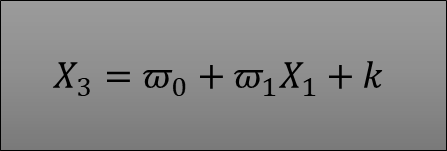 X₃ = ϖ₀ + ϖ₁X₁ + k